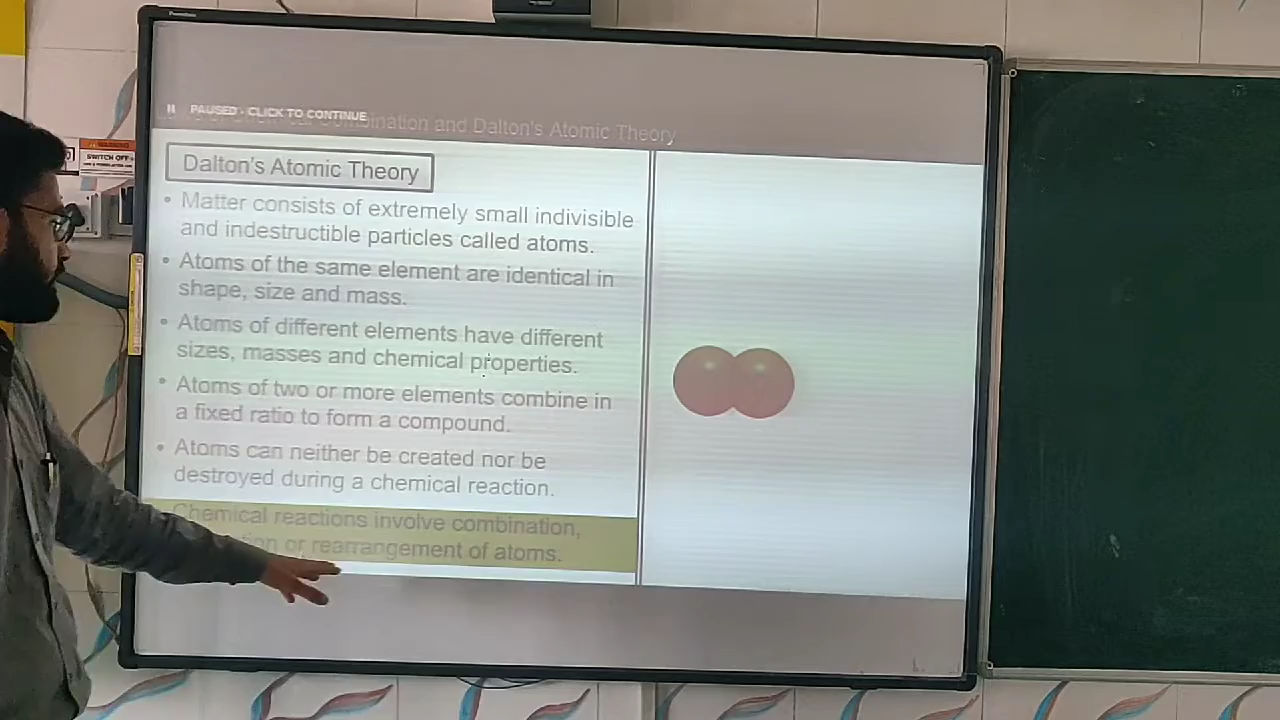 PAUSED - CLICK TO CONTINUE
bination and Dalton's Atomic Theory
Dalton's Atomic Theory
• Matter consists of extremely small indivisible
and indestructible particles called atoms.
• Atoms of the same element are identical in
shape, size and mass.
• Atoms of different elements have different
sizes, masses and chemical properties.
• Atoms of two or more elements combine in
a fixed ratio to form a compound.
• Atoms can neither be created nor be
destroyed during a chemical reaction.
Chemical reactions involve combination,
or rearrangement of atoms.
SWITCH OFF